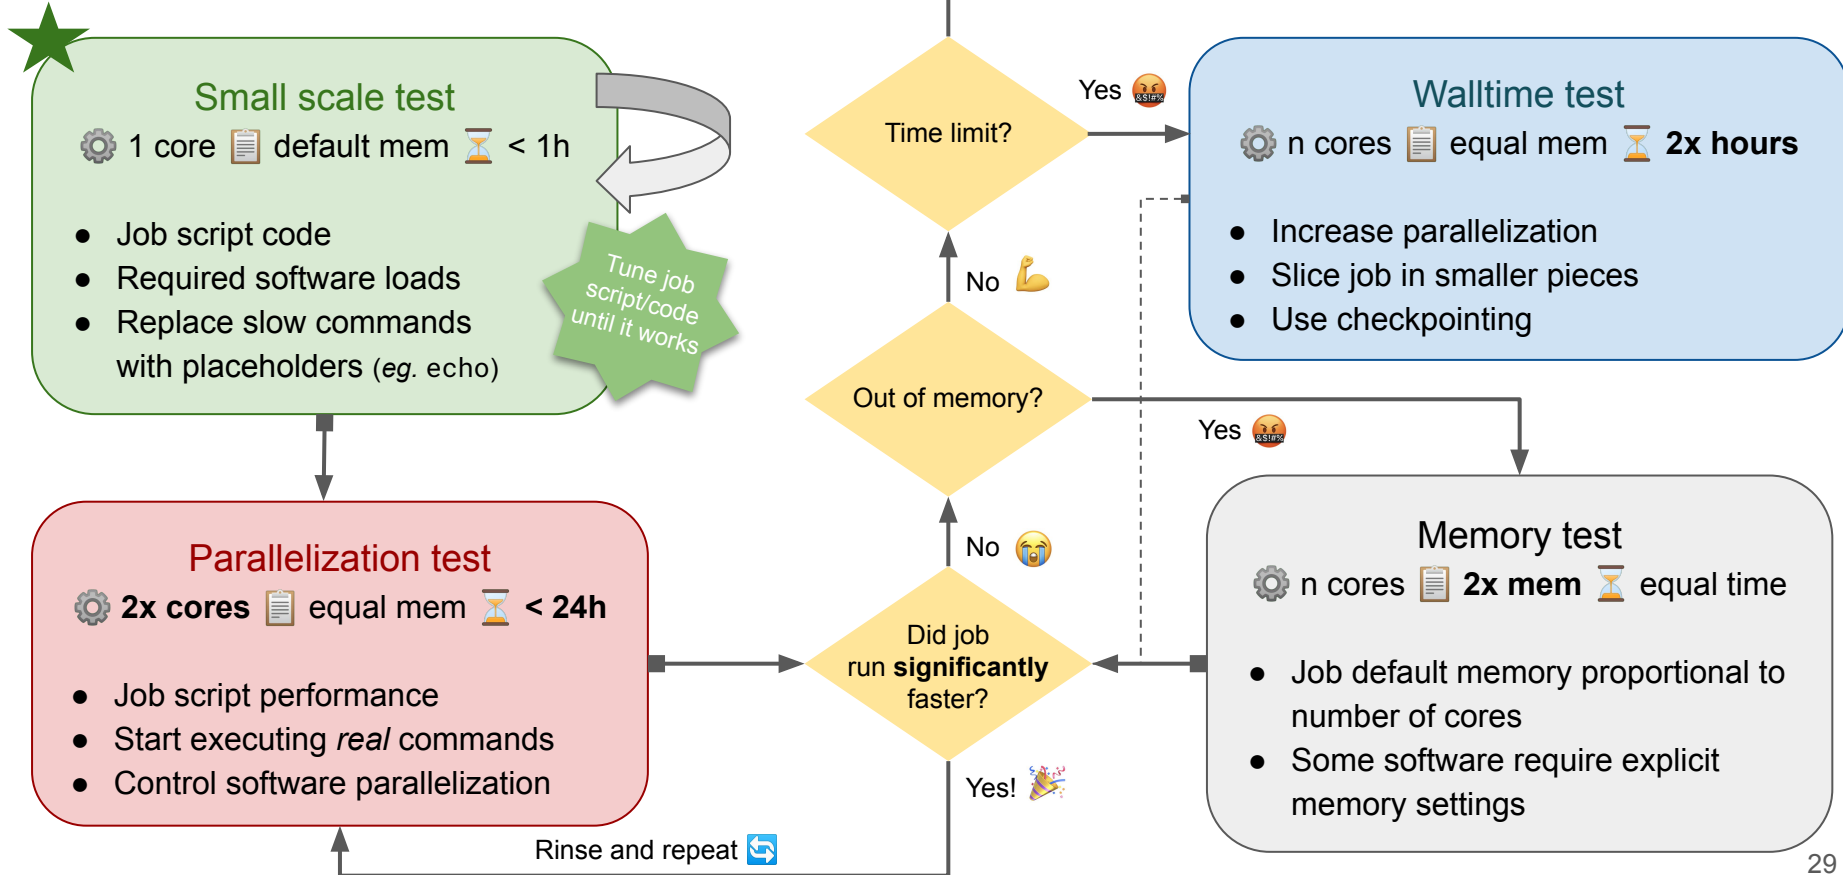 Small scale test
1 core default mem < 1h
● Job script code
● Required software loads
● Replace slow commands
with placeholders (eg. echo)
Tune job
script/code
until it works
Parallelization test
2x cores equal mem < 24h
● Job script performance
● Start executing real commands
● Control software parallelization
Did job
run significantly
faster?
Yes!
Rinse and repeat
No
Out of memory?
Yes
No
Time limit?
Yes
Walltime test
n cores equal mem 2x hours
● Increase parallelization
● Slice job in smaller pieces
● Use checkpointing
Memory test
n cores 2x mem equal time
● Job default memory proportional to
number of cores
● Some software require explicit
memory settings
29